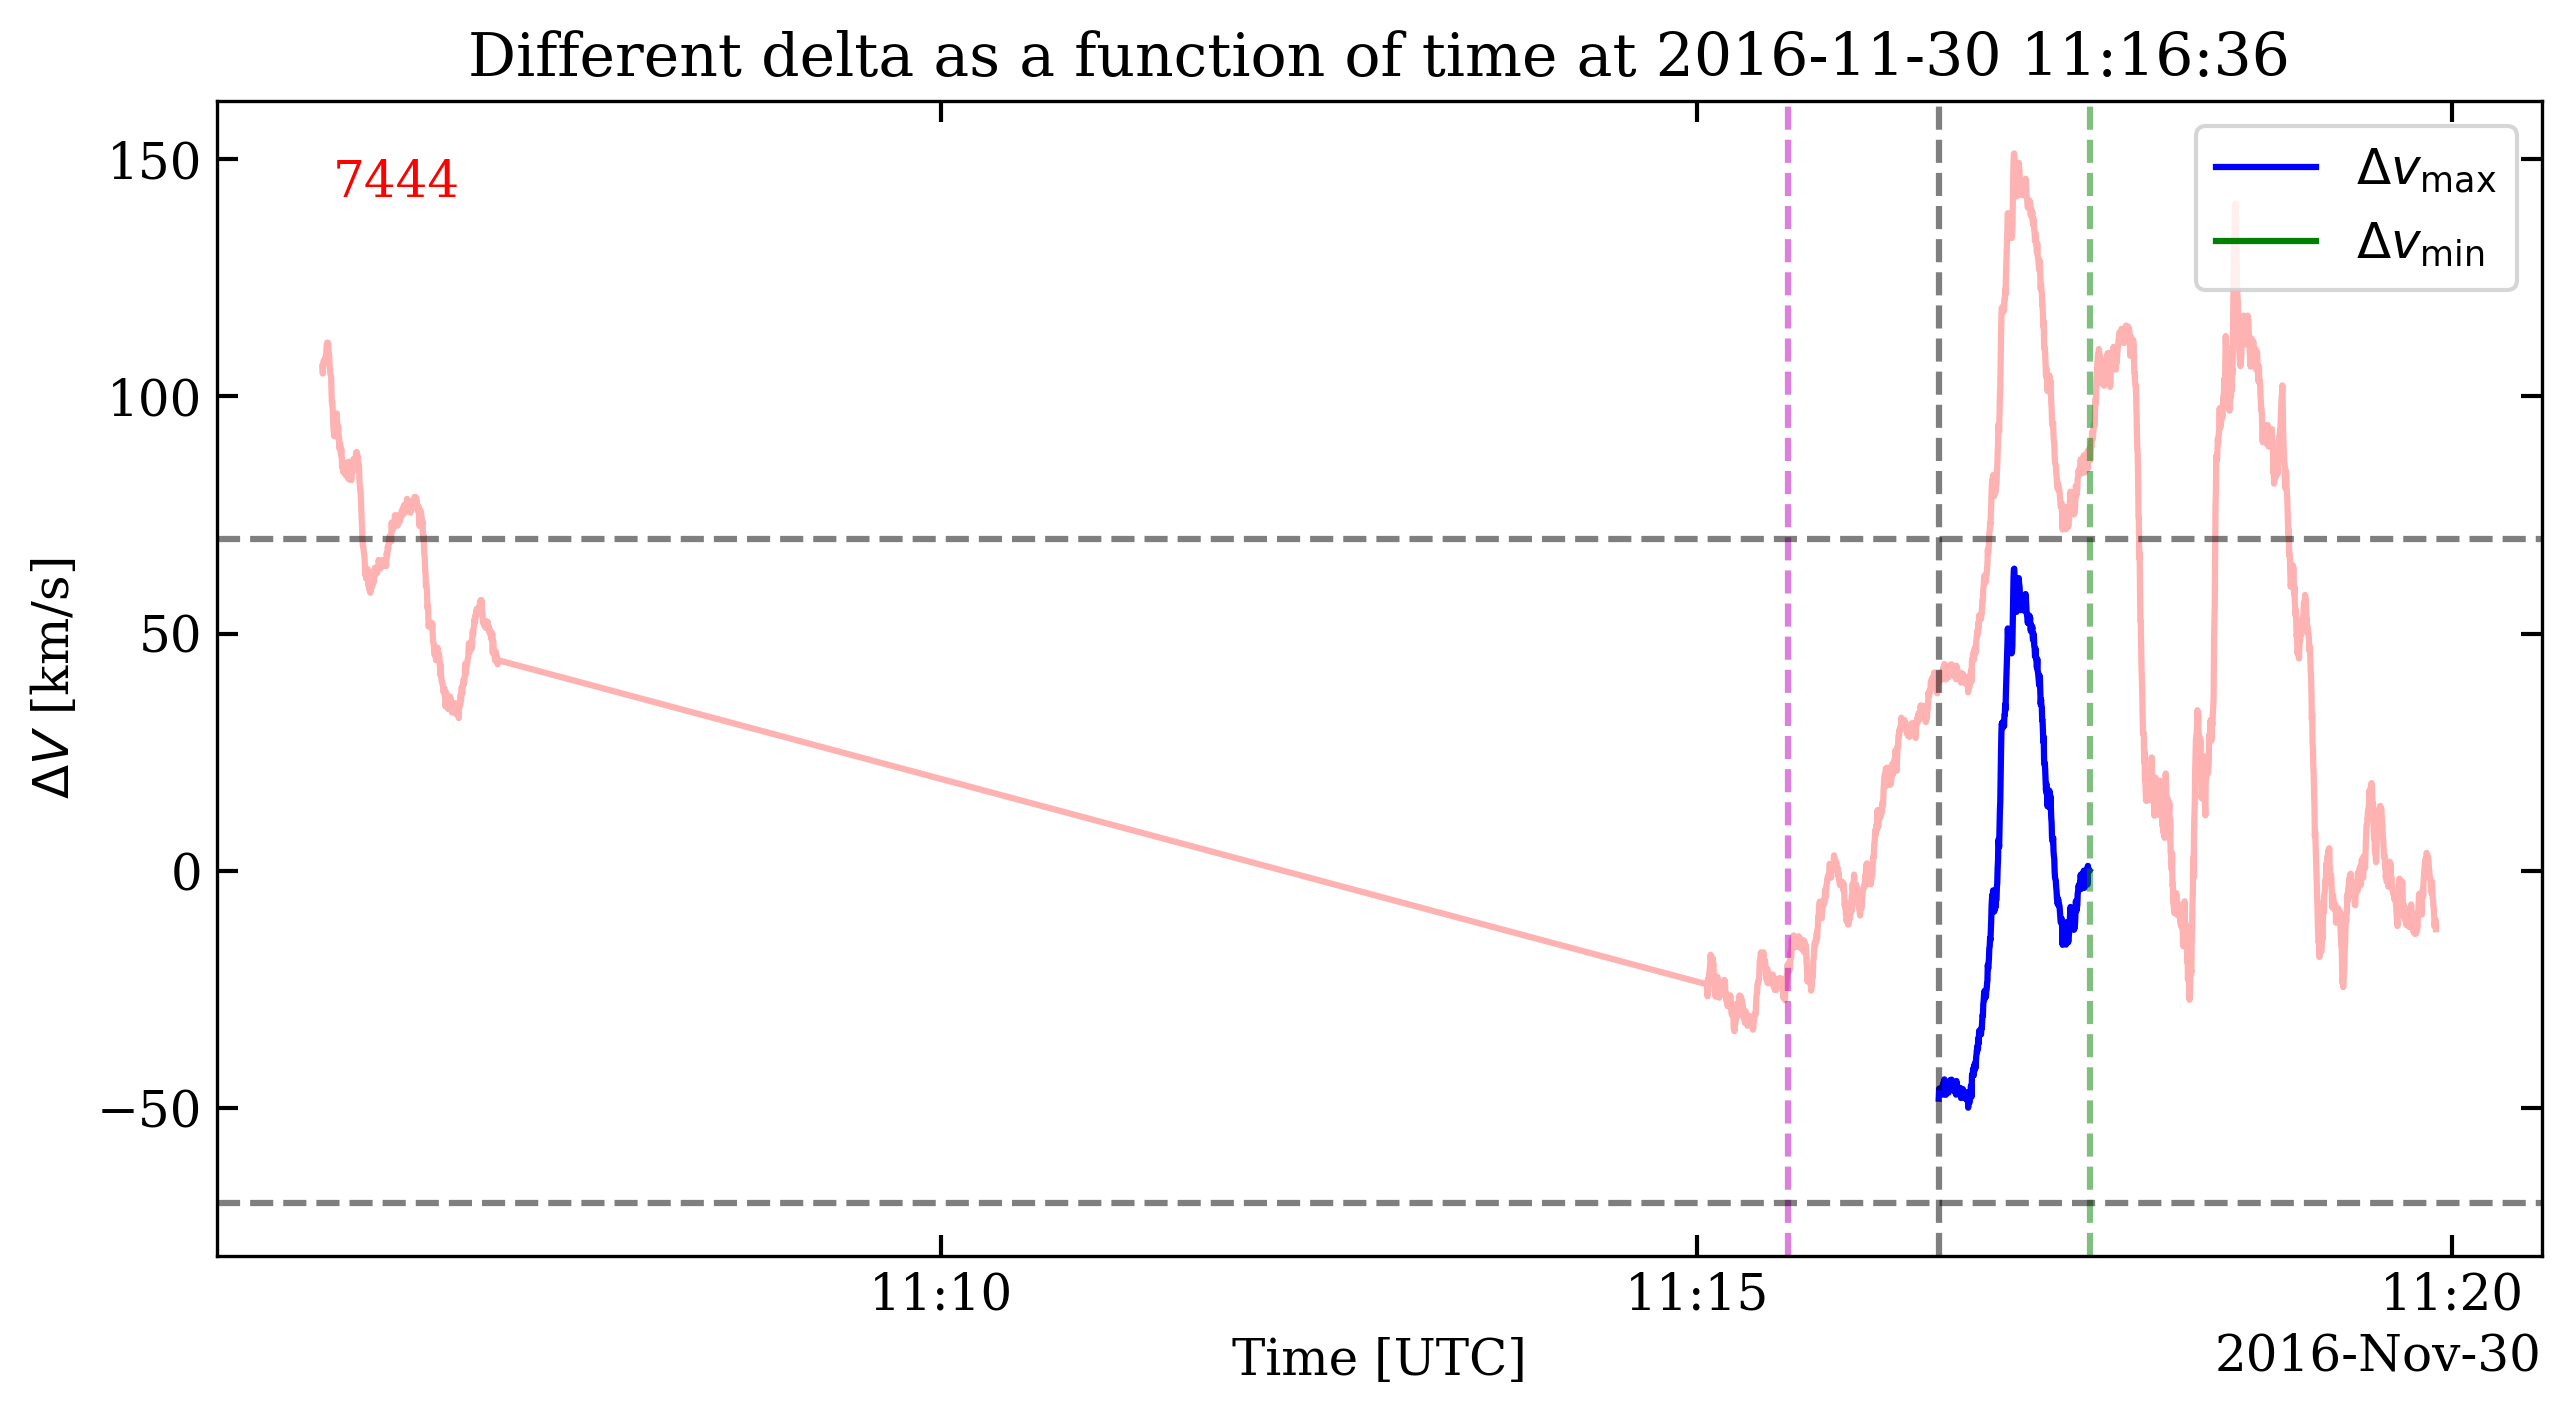 Different delta as a function of time at 2016-11-30 11:16:36
7444
Δv_max
Δv_min
150
100
50
0
−50
ΔV [km/s]
11:10
11:15
11:20
Time [UTC]
2016-Nov-30